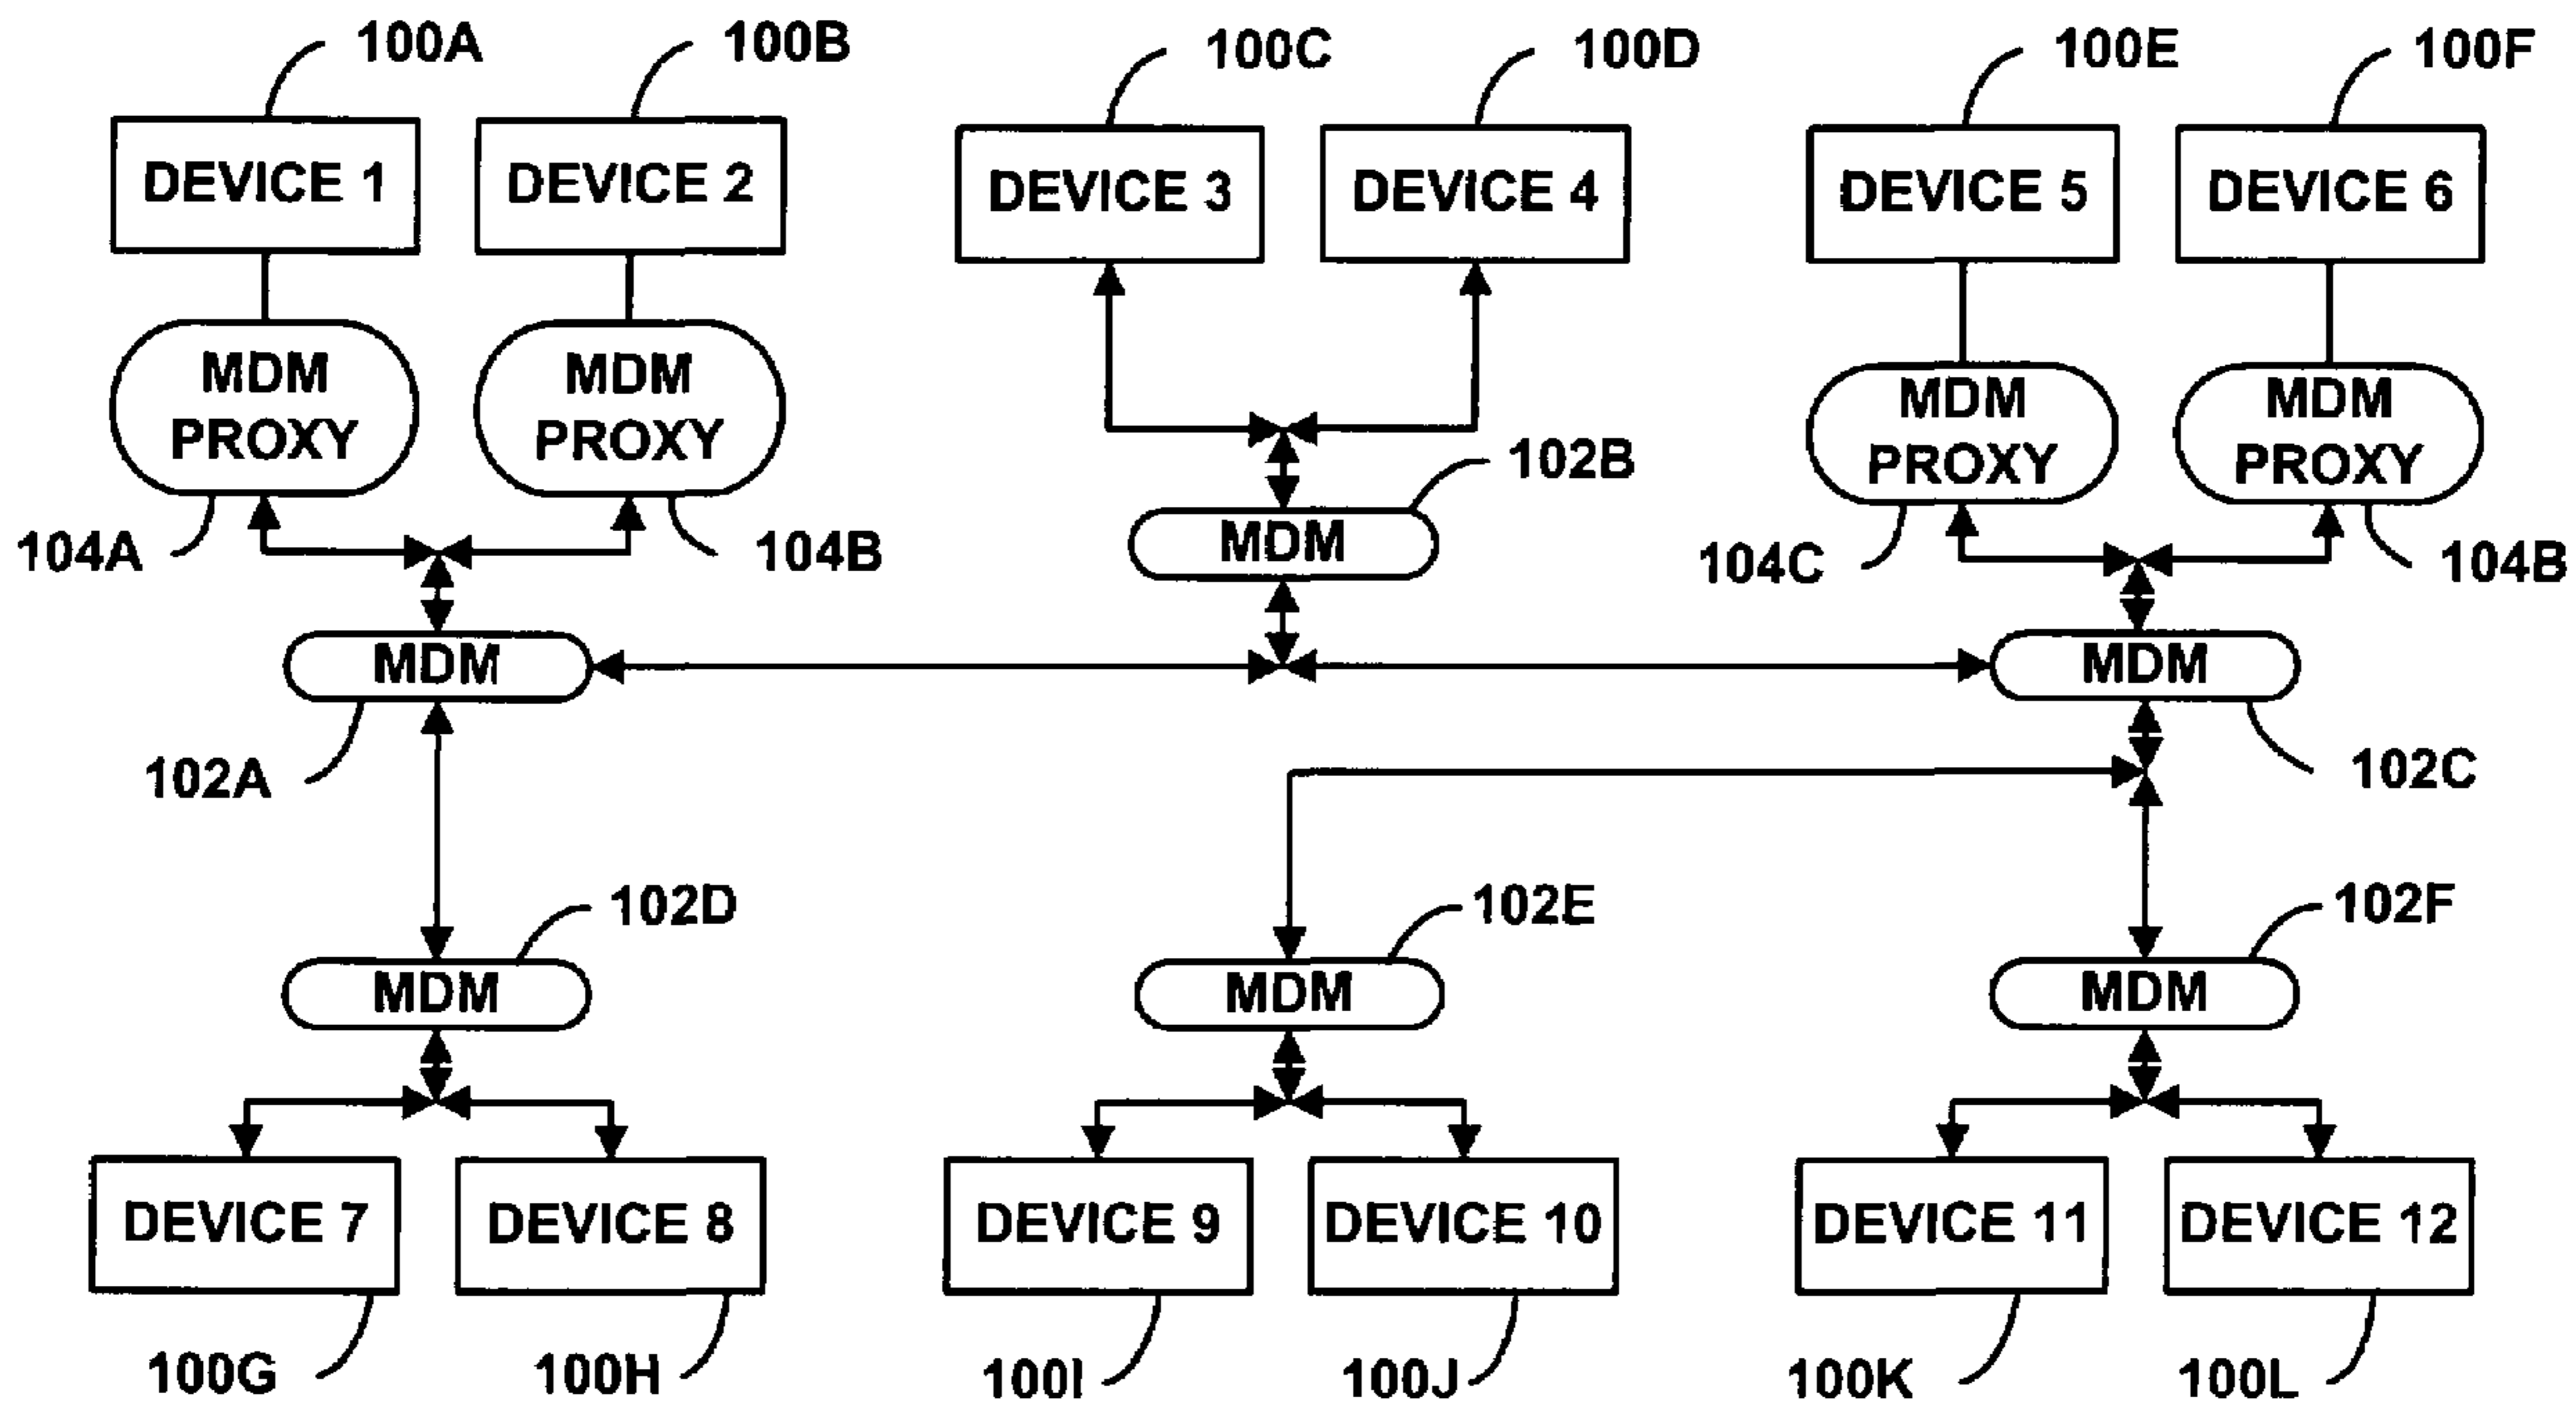 100A
100B
100C
100D
100E
100F
DEVICE 1
DEVICE 2
DEVICE 3
DEVICE 4
DEVICE 5
DEVICE 6
MDM
PROXY
MDM
PROXY
MDM
PROXY
MDM
PROXY
102B
104A
104B
MDM
104C
104B
MDM
MDM
102A
102C
102D
102E
102F
MDM
MDM
MDM
DEVICE 7
DEVICE 8
DEVICE 9
DEVICE 10
DEVICE 11
DEVICE 12
100G
100H
100I
100J
100K
100L